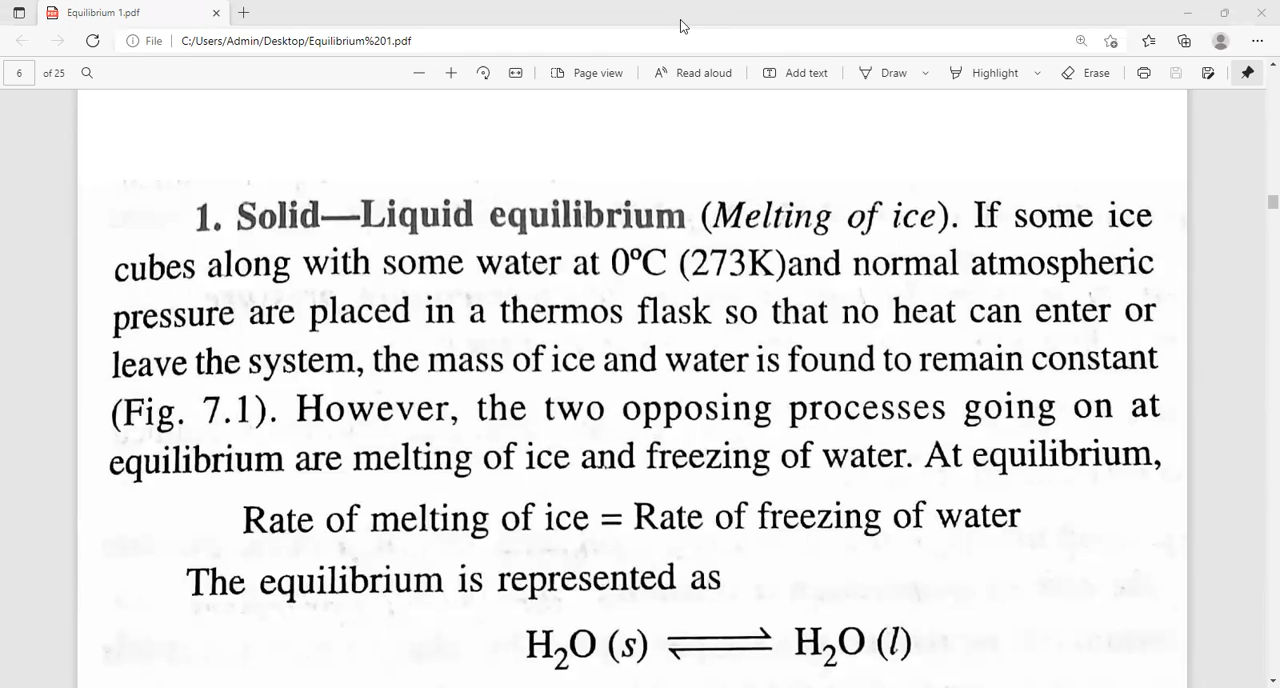 Equilibrium 1.pdf
File C:/Users/Admin/Desktop/Equilibrium%201.pdf
6 of 25 Page view Read aloud Add text Draw Highlight Erase
1. Solid—Liquid equilibrium (Melting of ice). If some ice
cubes along with some water at 0ºC (273K)and normal atmospheric
pressure are placed in a thermos flask so that no heat can enter or
leave the system, the mass of ice and water is found to remain constant
(Fig. 7.1). However, the two opposing processes going on at
equilibrium are melting of ice and freezing of water. At equilibrium,
Rate of melting of ice = Rate of freezing of water
The equilibrium is represented as
H₂O (s) ⇌ H₂O (l)